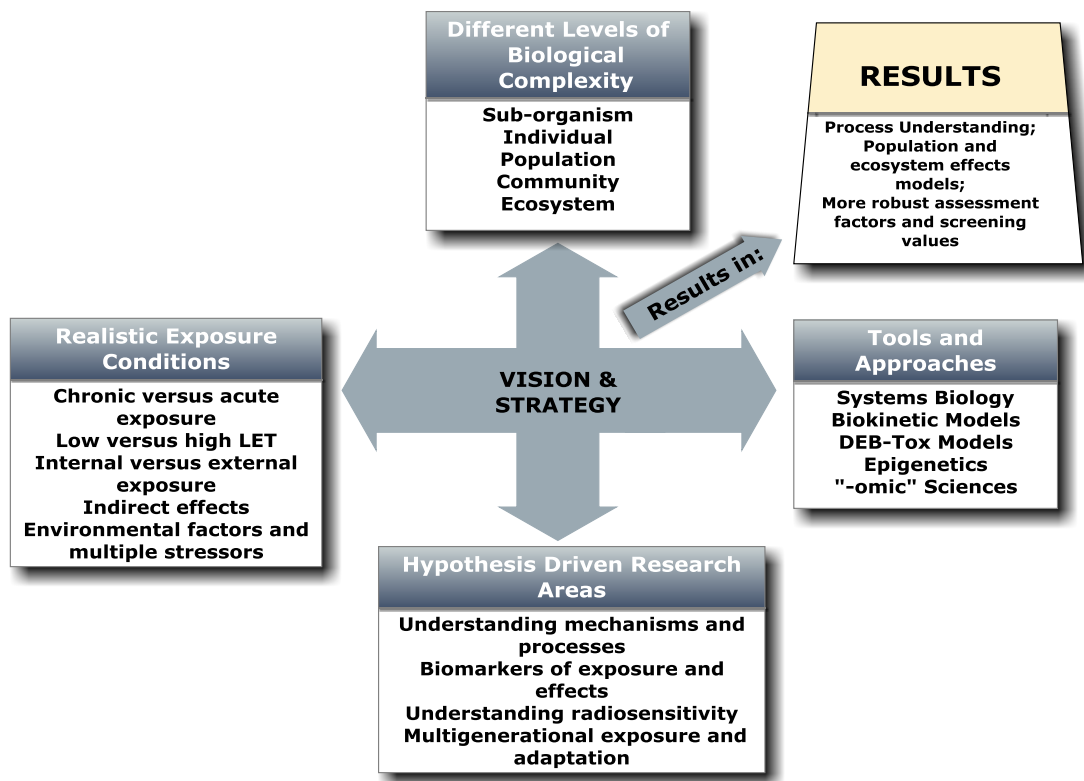 Different Levels of
Biological
Complexity
Sub-organism
Individual
Population
Community
Ecosystem
RESULTS
Process Understanding;
Population and
ecosystem effects
models;
More robust assessment
factors and screening
values
Results in:
Realistic Exposure
Conditions
Chronic versus acute
exposure
Low versus high LET
Internal versus external
exposure
Indirect effects
Environmental factors and
multiple stressors
VISION &
STRATEGY
Tools and
Approaches
Systems Biology
Biokinetic Models
DEB-Tox Models
Epigenetics
"-omic" Sciences
Hypothesis Driven Research
Areas
Understanding mechanisms and
processes
Biomarkers of exposure and
effects
Understanding radiosensitivity
Multigenerational exposure and
adaptation